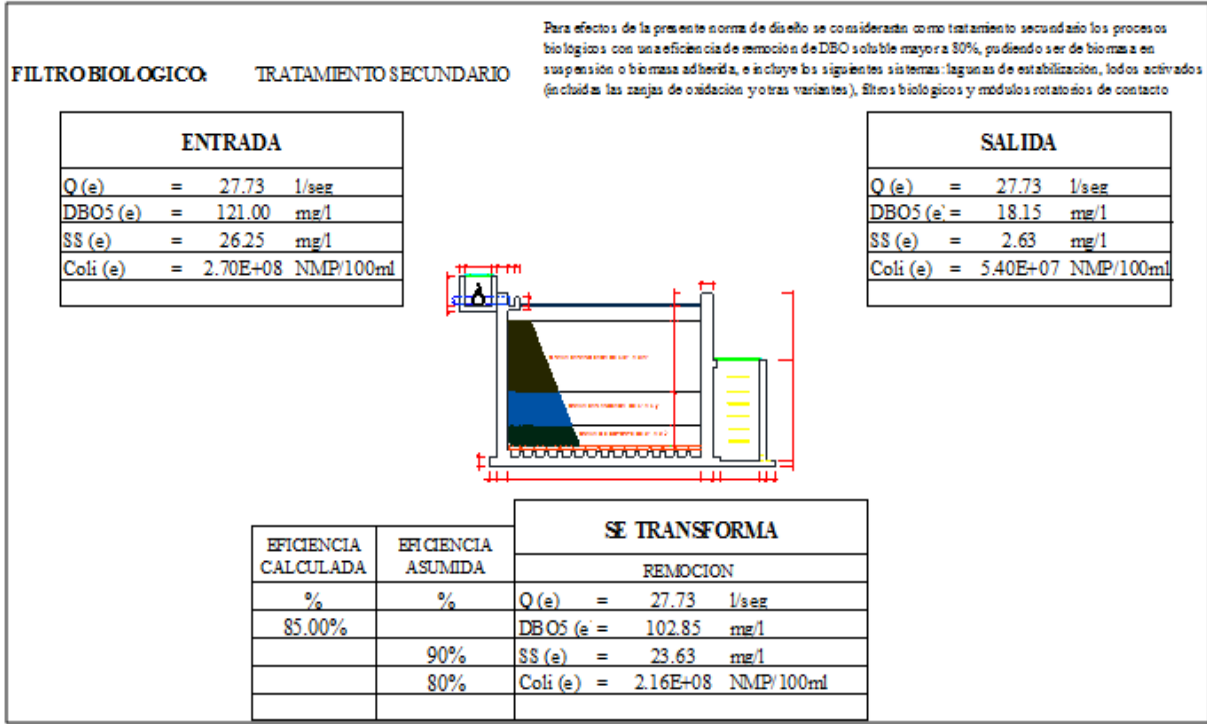 Para efectos de la presente norma de diseño se considerarán como tratamiento secundario los procesos
biológicos con una eficiencia de remoción de DBO soluble mayor a 80%, pudiendo ser de biomasa en
suspensión o biomasa adherida, e incluye los siguientes sistemas: lagunas de estabilización, lodos activados
(incluidas las zanjas de oxidación y otras variantes), filtros biológicos y módulos rotatorios de contacto
FILTRO BIOLOGICO: TRATAMIENTO SECUNDARIO
ENTRADA
Q (e) = 27.73 l/seg
DBO5 (e) = 121.00 mg/l
SS (e) = 26.25 mg/l
Coli (e) = 2.70E+08 NMP/100ml
SALIDA
Q (e) = 27.73 l/seg
DBO5 (e) = 18.15 mg/l
SS (e) = 2.63 mg/l
Coli (e) = 5.40E+07 NMP/100ml
EFICIENCIA CALCULADA
EFICIENCIA ASUMIDA
SE TRANSFORMA
REMOCION
% % Q (e) = 27.73 l/seg
85.00% DBO5 (e) = 102.85 mg/l
90% SS (e) = 23.63 mg/l
80% Coli (e) = 2.16E+08 NMP/100ml